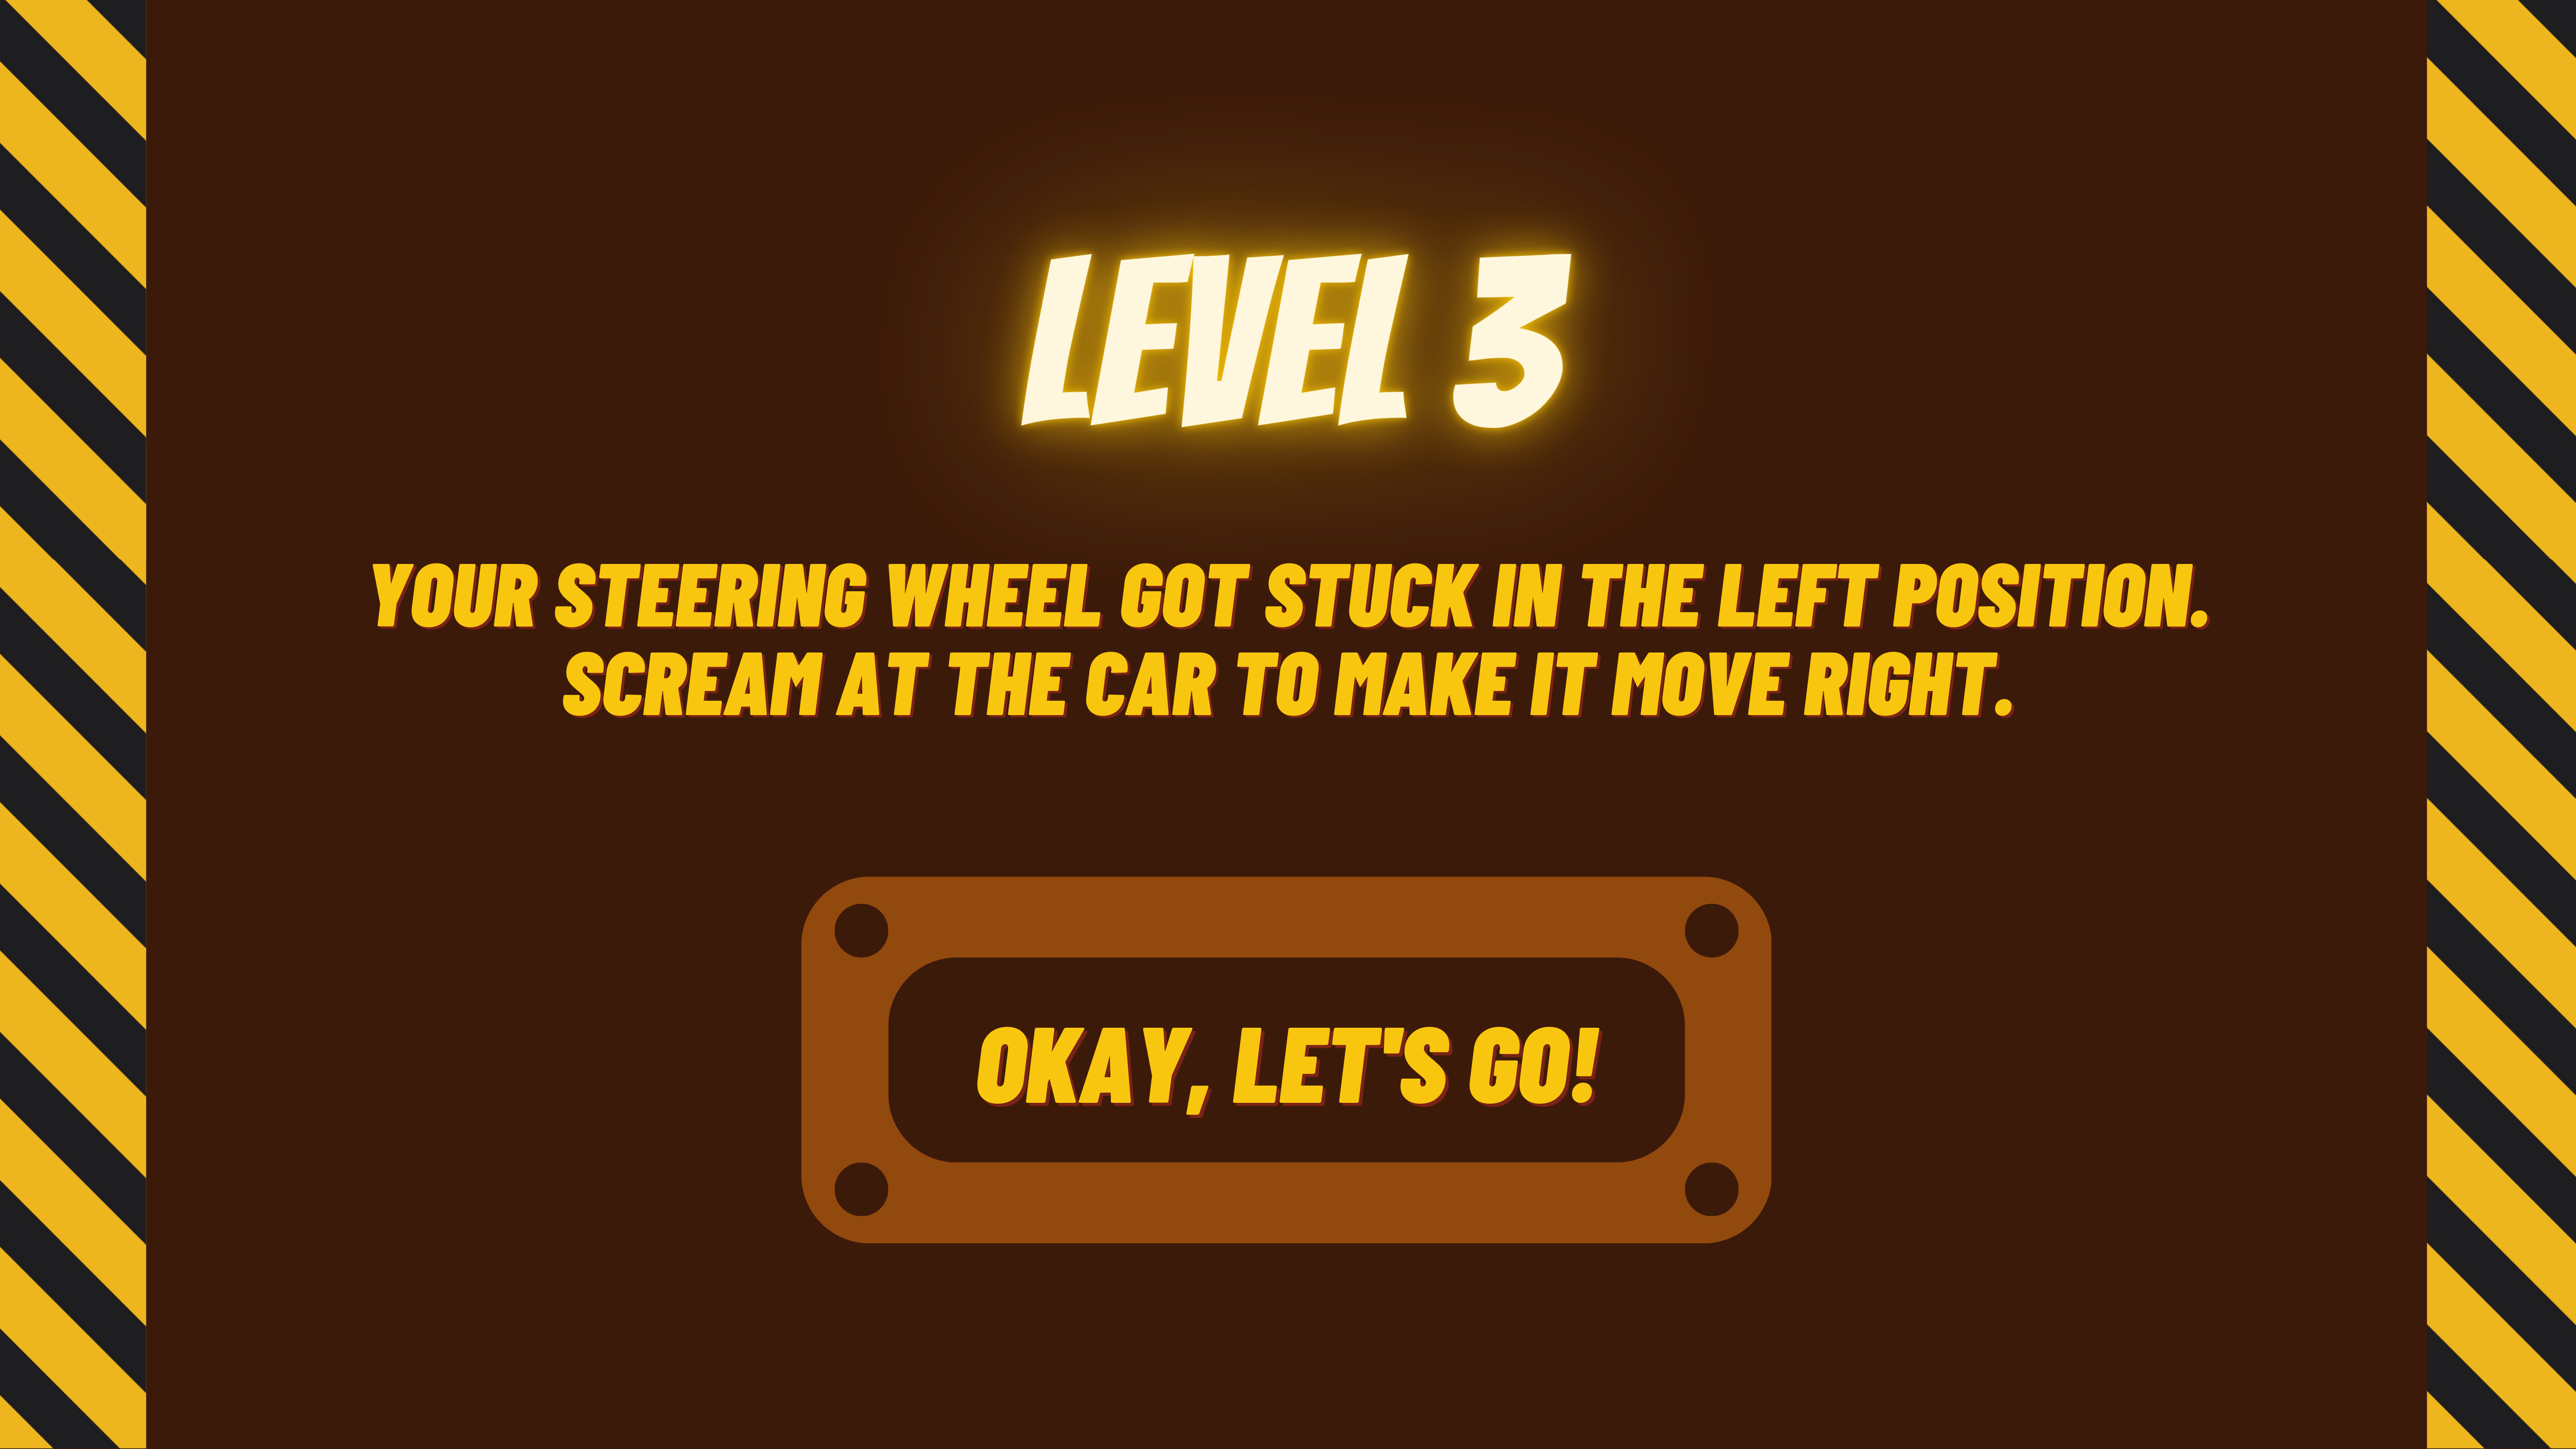 LEVEL 3
YOUR STEERING WHEEL GOT STUCK IN THE LEFT POSITION.
SCREAM AT THE CAR TO MAKE IT MOVE RIGHT.
OKAY, LET'S GO!